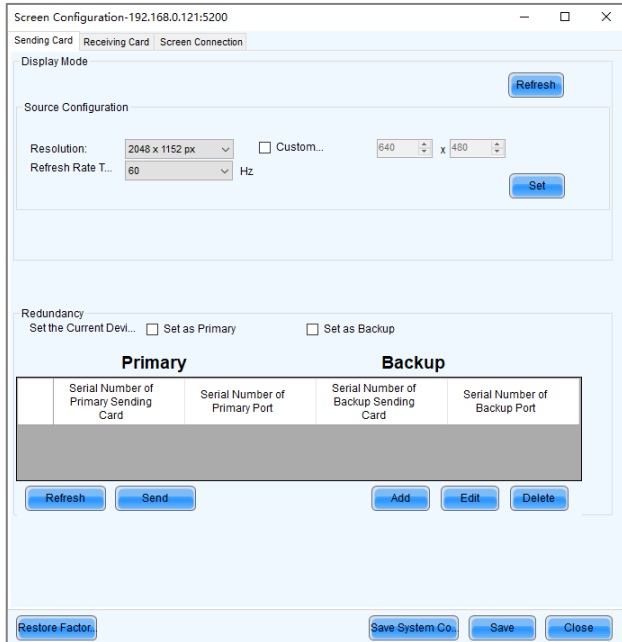 Screen Configuration-192.168.0.121:5200
Sending Card Receiving Card Screen Connection
Display Mode
Refresh
Source Configuration
Resolution: 2048 x 1152 px Custom... 640 x 480
Refresh Rate T... 60 Hz
Set
Redundancy
Set the Current Devi... Set as Primary Set as Backup
Primary Backup
Serial Number of Primary Sending Card
Serial Number of Primary Port
Serial Number of Backup Sending Card
Serial Number of Backup Port
Refresh Send Add Edit Delete
Restore Factor.. Save System Co.. Save Close